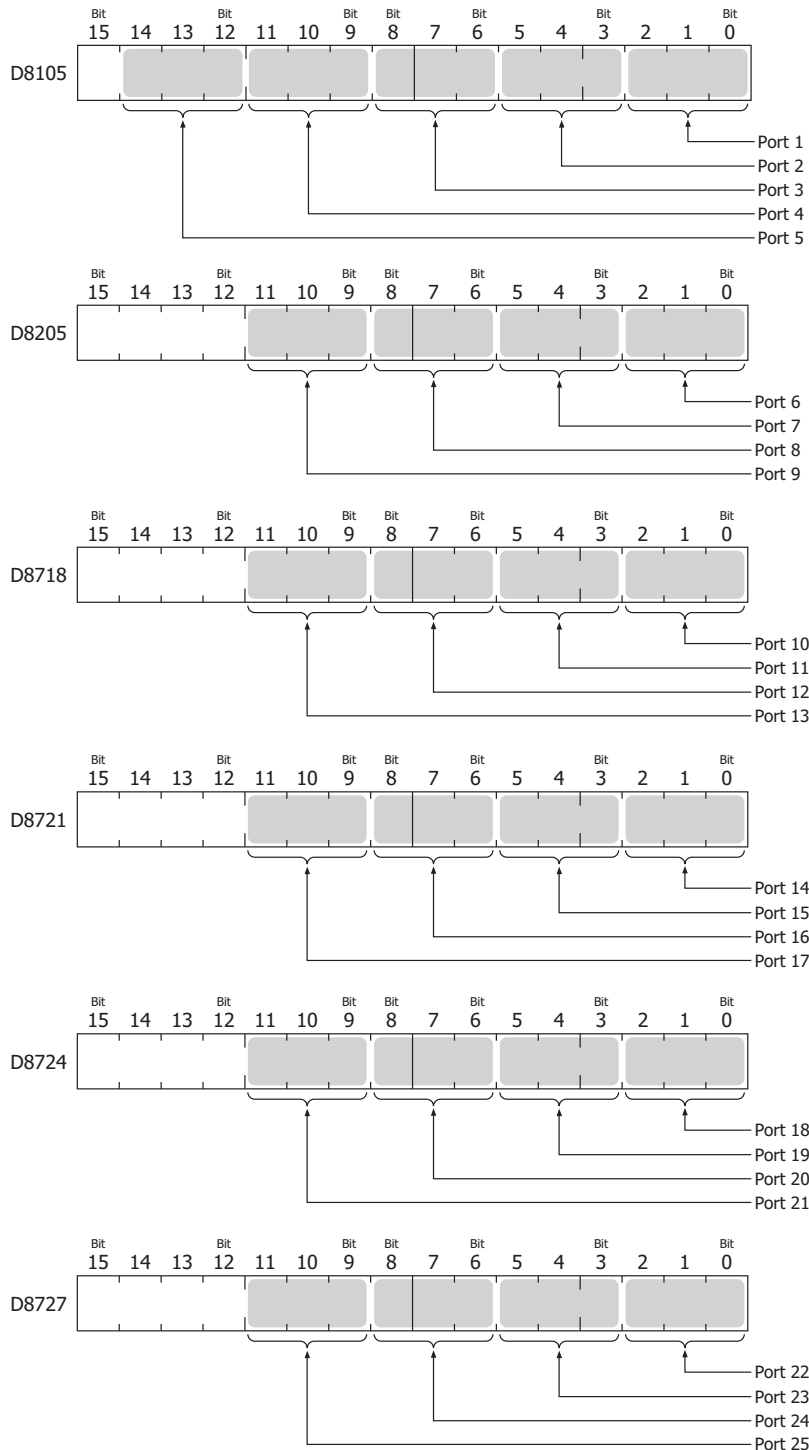 Bit Bit Bit Bit Bit Bit Bit
15 14 13 12 11 10 9 8 7 6 5 4 3 2 1 0
D8105
Port 1
Port 2
Port 3
Port 4
Port 5
Bit Bit Bit Bit Bit Bit Bit
15 14 13 12 11 10 9 8 7 6 5 4 3 2 1 0
D8205
Port 6
Port 7
Port 8
Port 9
Bit Bit Bit Bit Bit Bit Bit
15 14 13 12 11 10 9 8 7 6 5 4 3 2 1 0
D8718
Port 10
Port 11
Port 12
Port 13
Bit Bit Bit Bit Bit Bit Bit
15 14 13 12 11 10 9 8 7 6 5 4 3 2 1 0
D8721
Port 14
Port 15
Port 16
Port 17
Bit Bit Bit Bit Bit Bit Bit
15 14 13 12 11 10 9 8 7 6 5 4 3 2 1 0
D8724
Port 18
Port 19
Port 20
Port 21
Bit Bit Bit Bit Bit Bit Bit
15 14 13 12 11 10 9 8 7 6 5 4 3 2 1 0
D8727
Port 22
Port 23
Port 24
Port 25